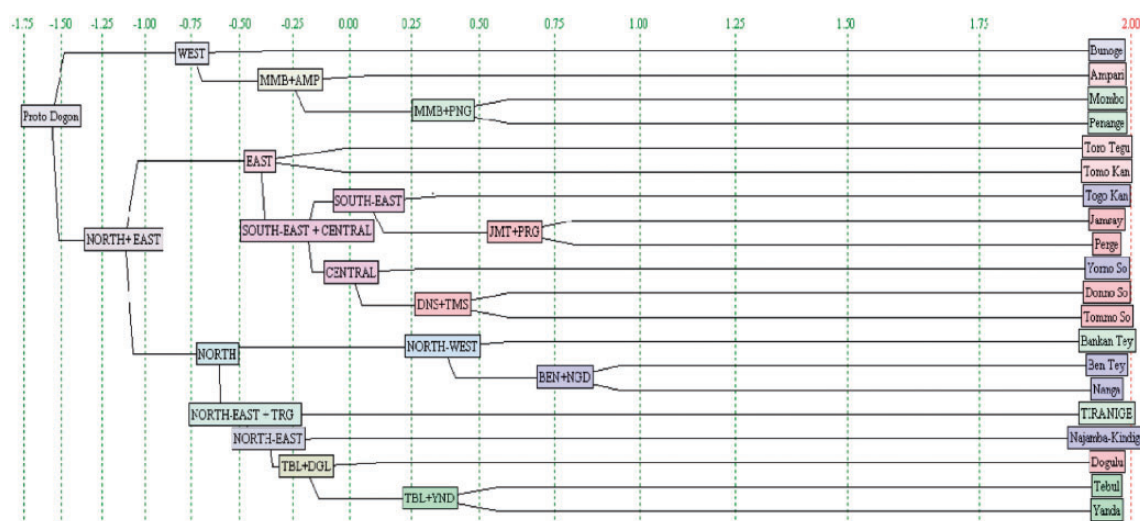 -1.75 -1.50 -1.25 -1.00 -0.75 -0.50 -0.25 0.00 0.25 0.50 0.75 1.00 1.25 1.50 1.75 2.00
WEST
Bunoge
MMB+AMP
Ampari
Proto Dogon
MMB+PNG
Mombo
Penange
EAST
Toro Tegu
Tomo Kan
SOUTH-EAST
Togo Kan
SOUTH-EAST + CENTRAL
JMT+PRG
Jamsay
Perge
NORTH+EAST
CENTRAL
Yorno So
DNS+TMS
Donno So
Tommo So
NORTH
NORTH-WEST
Bankan Tey
BEN+NGD
Ben Tey
Nanga
NORTH-EAST + TRG
TIRANIGE
NORTH-EAST
Najamba-Kindig
TBL+DGL
Dogulu
TBL+YND
Tebul
Yanda